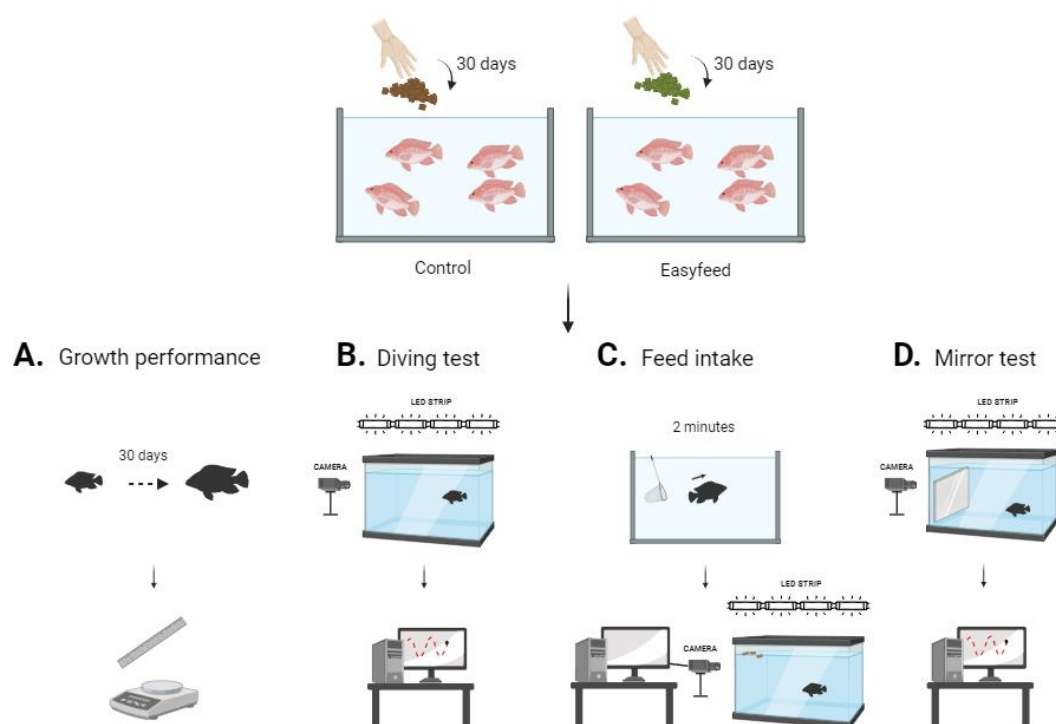 30 days
30 days
Control
Easyfeed
A. Growth performance
B. Diving test
C. Feed intake
D. Mirror test
30 days
LED STRIP
CAMERA
2 minutes
LED STRIP
CAMERA
LED STRIP
CAMERA